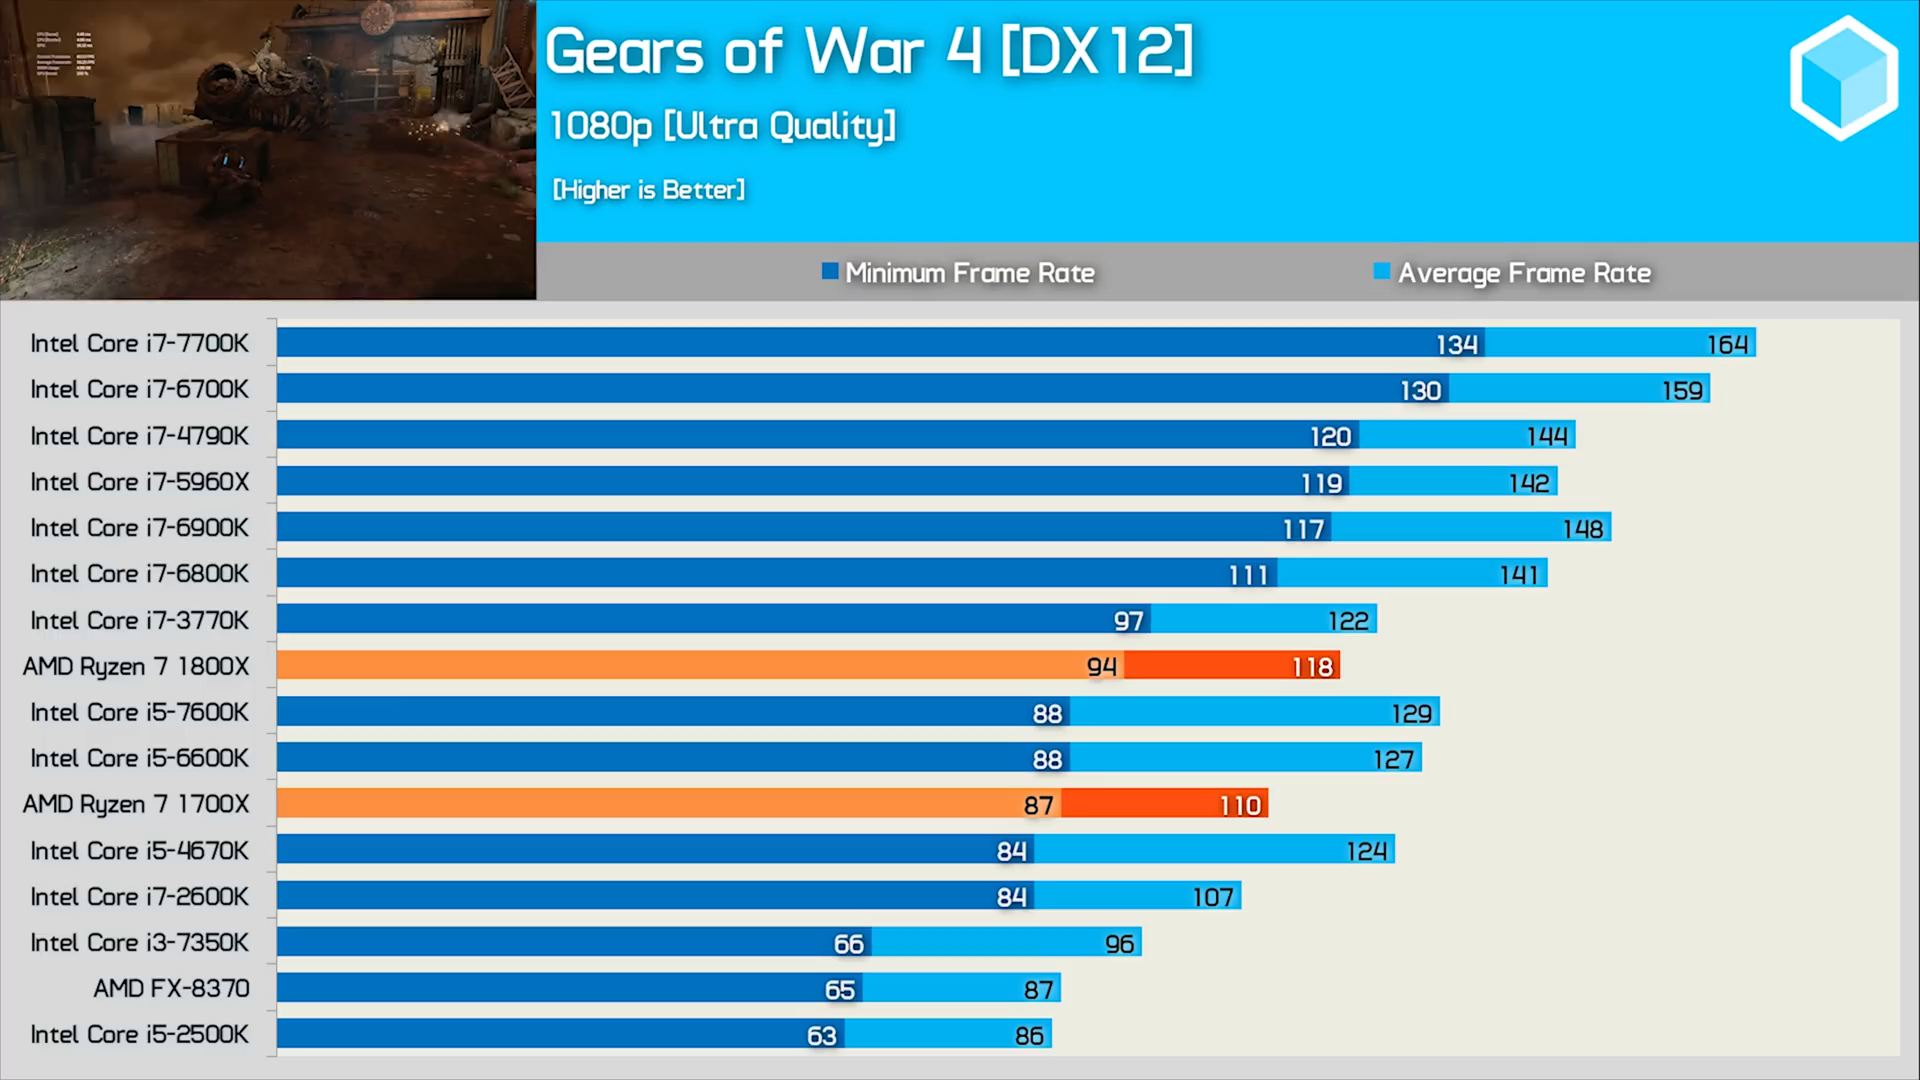 Gears of War 4 [DX12]
1080p [Ultra Quality]
[Higher is Better]
Minimum Frame Rate Average Frame Rate
Intel Core i7-7700K 134 164
Intel Core i7-6700K 130 159
Intel Core i7-4790K 120 144
Intel Core i7-5960X 119 142
Intel Core i7-6900K 117 148
Intel Core i7-6800K 111 141
Intel Core i7-3770K 97 122
AMD Ryzen 7 1800X 94 118
Intel Core i5-7600K 88 129
Intel Core i5-6600K 88 127
AMD Ryzen 7 1700X 87 110
Intel Core i5-4670K 84 124
Intel Core i7-2600K 84 107
Intel Core i3-7350K 66 96
AMD FX-8370 65 87
Intel Core i5-2500K 63 86